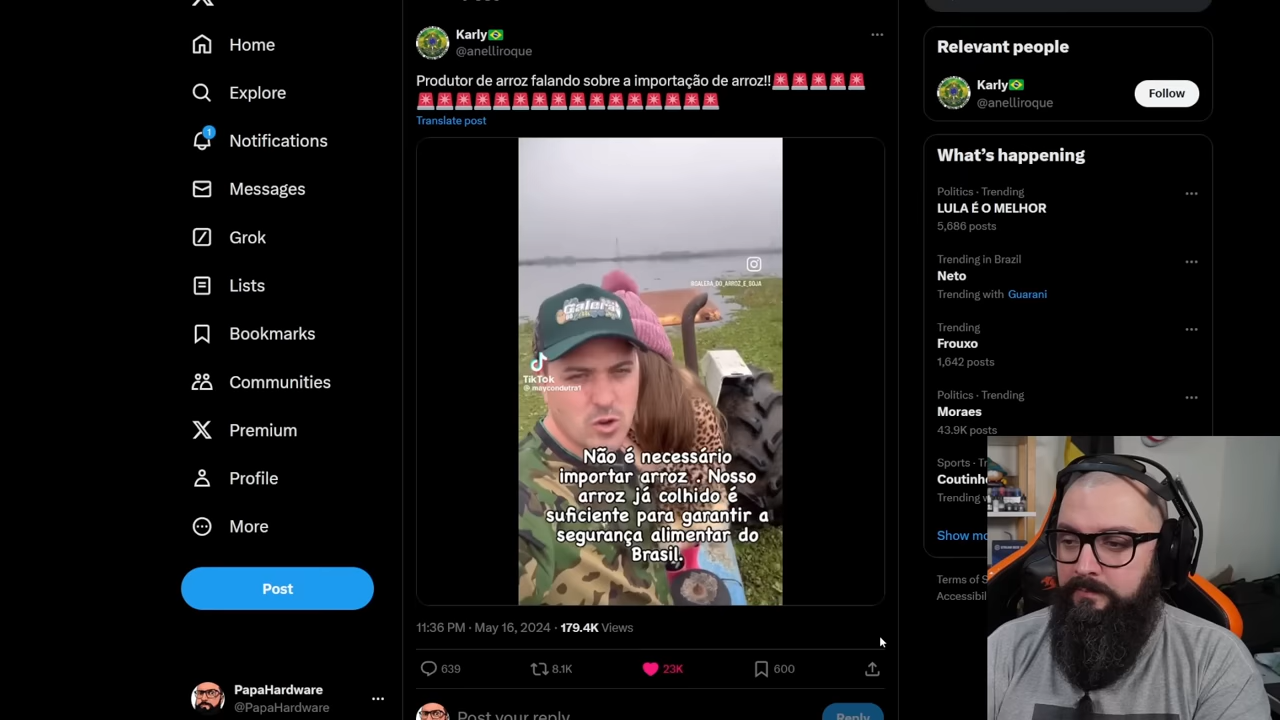 Home
Explore
1
Notifications
Messages
Grok
Lists
Bookmarks
Communities
Premium
Profile
More
Post
PapaHardware
@PapaHardware
Karly
@anelliroque
Produtor de arroz falando sobre a importação de arroz!!
Translate post
@GALERA_DO_ARROZ_E_SOJA
Galera
TikTok
@maycondutra1
Não é necessário
importar arroz . Nosso
arroz já colhido é
suficiente para garantir a
segurança alimentar do
Brasil.
11:36 PM · May 16, 2024 · 179.4K Views
639
8.1K
23K
600
Post your reply
Reply
Relevant people
Karly
@anelliroque
Follow
What's happening
Politics · Trending
LULA É O MELHOR
5,686 posts
Trending in Brazil
Neto
Trending with Guarani
Trending
Frouxo
1,642 posts
Politics · Trending
Moraes
43.9K posts
Sports · Tr
Coutinh
Trending w
Show mo
Terms of S
Accessibil